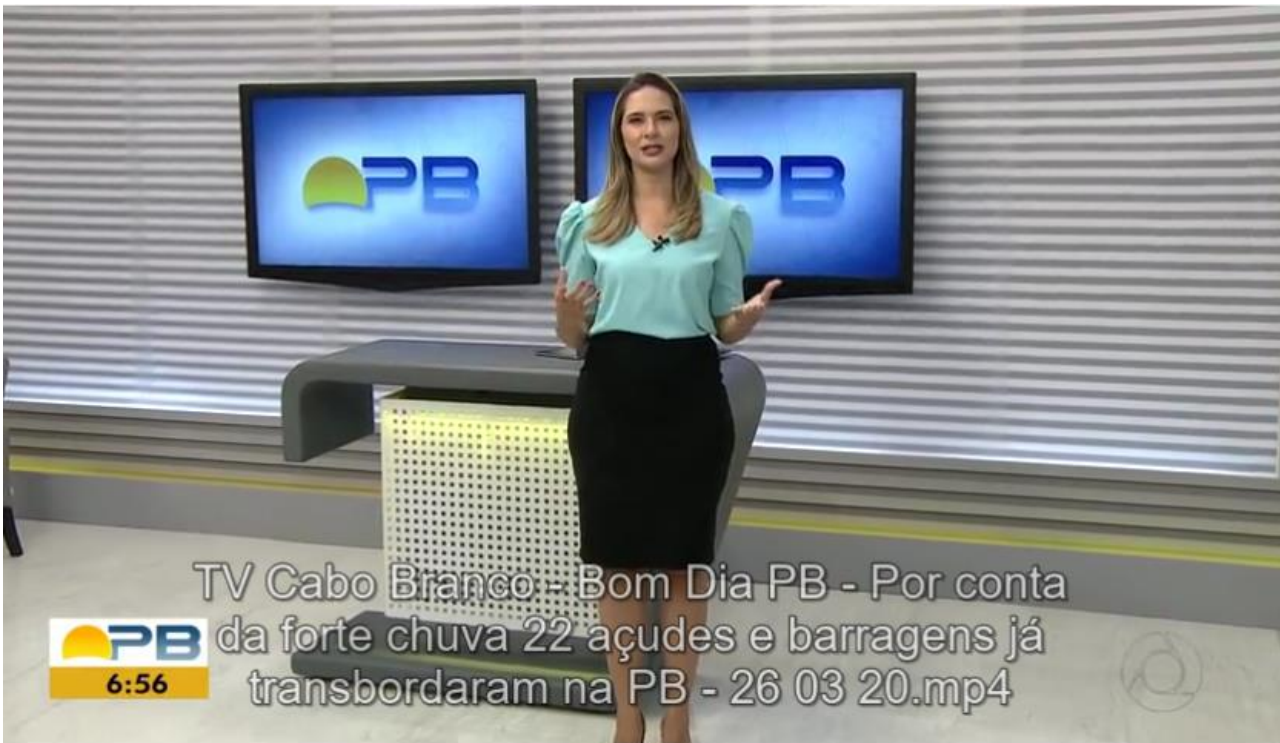 PB
PB
TV Cabo Branco - Bom Dia PB - Por conta
da forte chuva 22 açudes e barragens já
transbordaram na PB - 26 03 20.mp4
PB
6:56